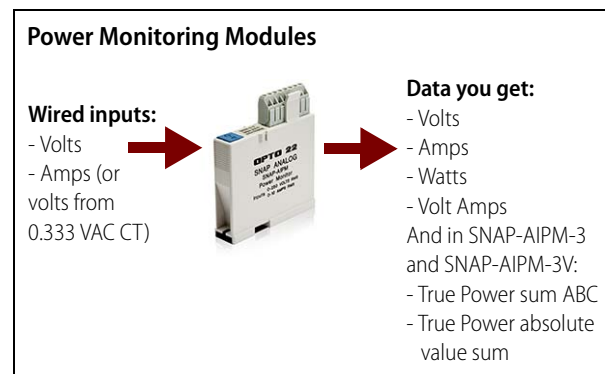 Power Monitoring Modules
Wired inputs:
- Volts
- Amps (or
volts from
0.333 VAC CT)
OPTO 22
SNAP ANALOG
SNAP-AIPM
Power Monitor
Data you get:
- Volts
- Amps
- Watts
- Volt Amps
And in SNAP-AIPM-3
and SNAP-AIPM-3V:
- True Power sum ABC
- True Power absolute
value sum